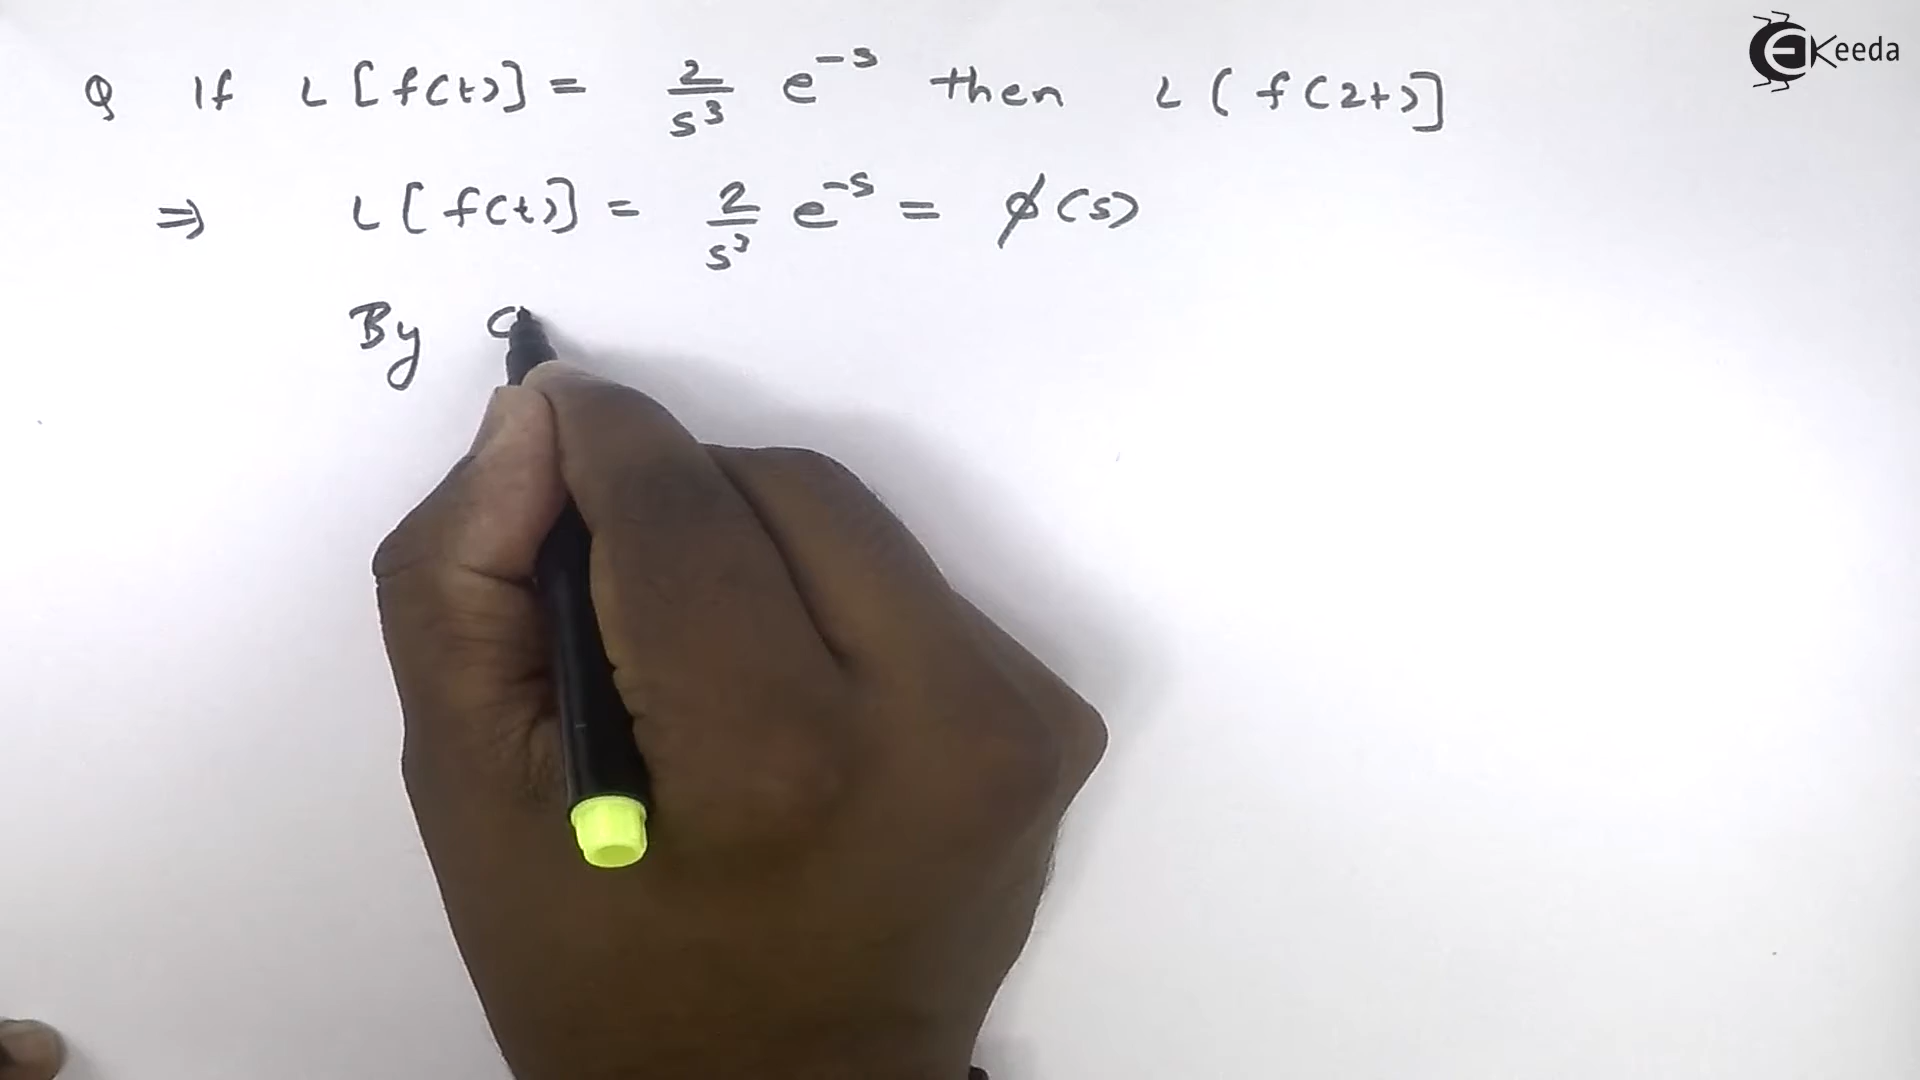 EKeeda
Q If L[f(t)] = 2/s³ e⁻ˢ then L(f(2t)]
⇒ L[f(t)] = 2/s³ e⁻ˢ = ϕ(s)
By